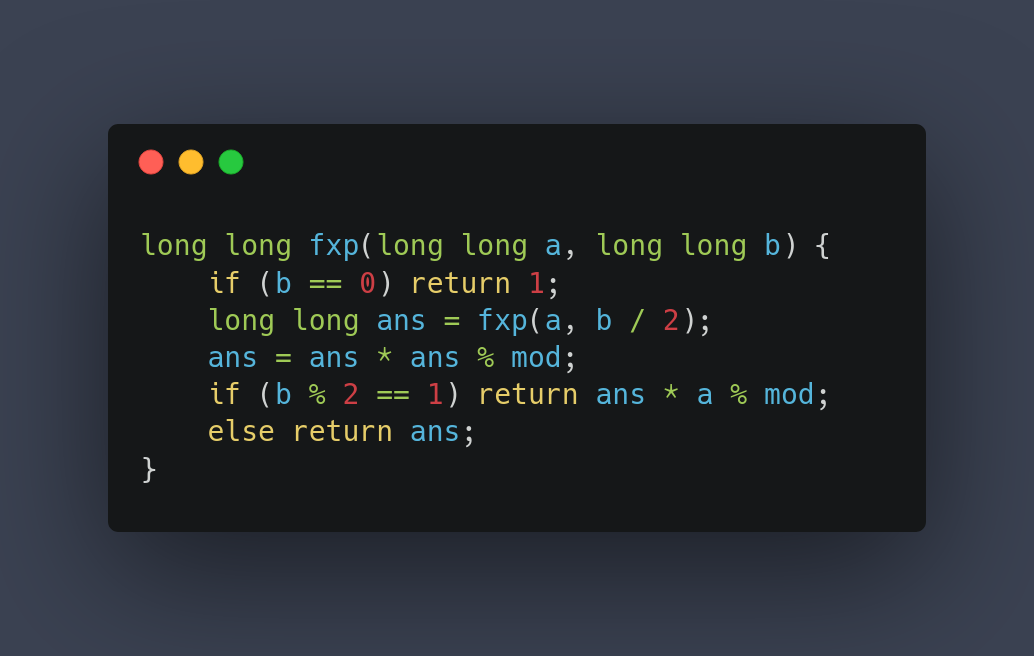 long long fxp(long long a, long long b) {
    if (b == 0) return 1;
    long long ans = fxp(a, b / 2);
    ans = ans * ans % mod;
    if (b % 2 == 1) return ans * a % mod;
    else return ans;
}